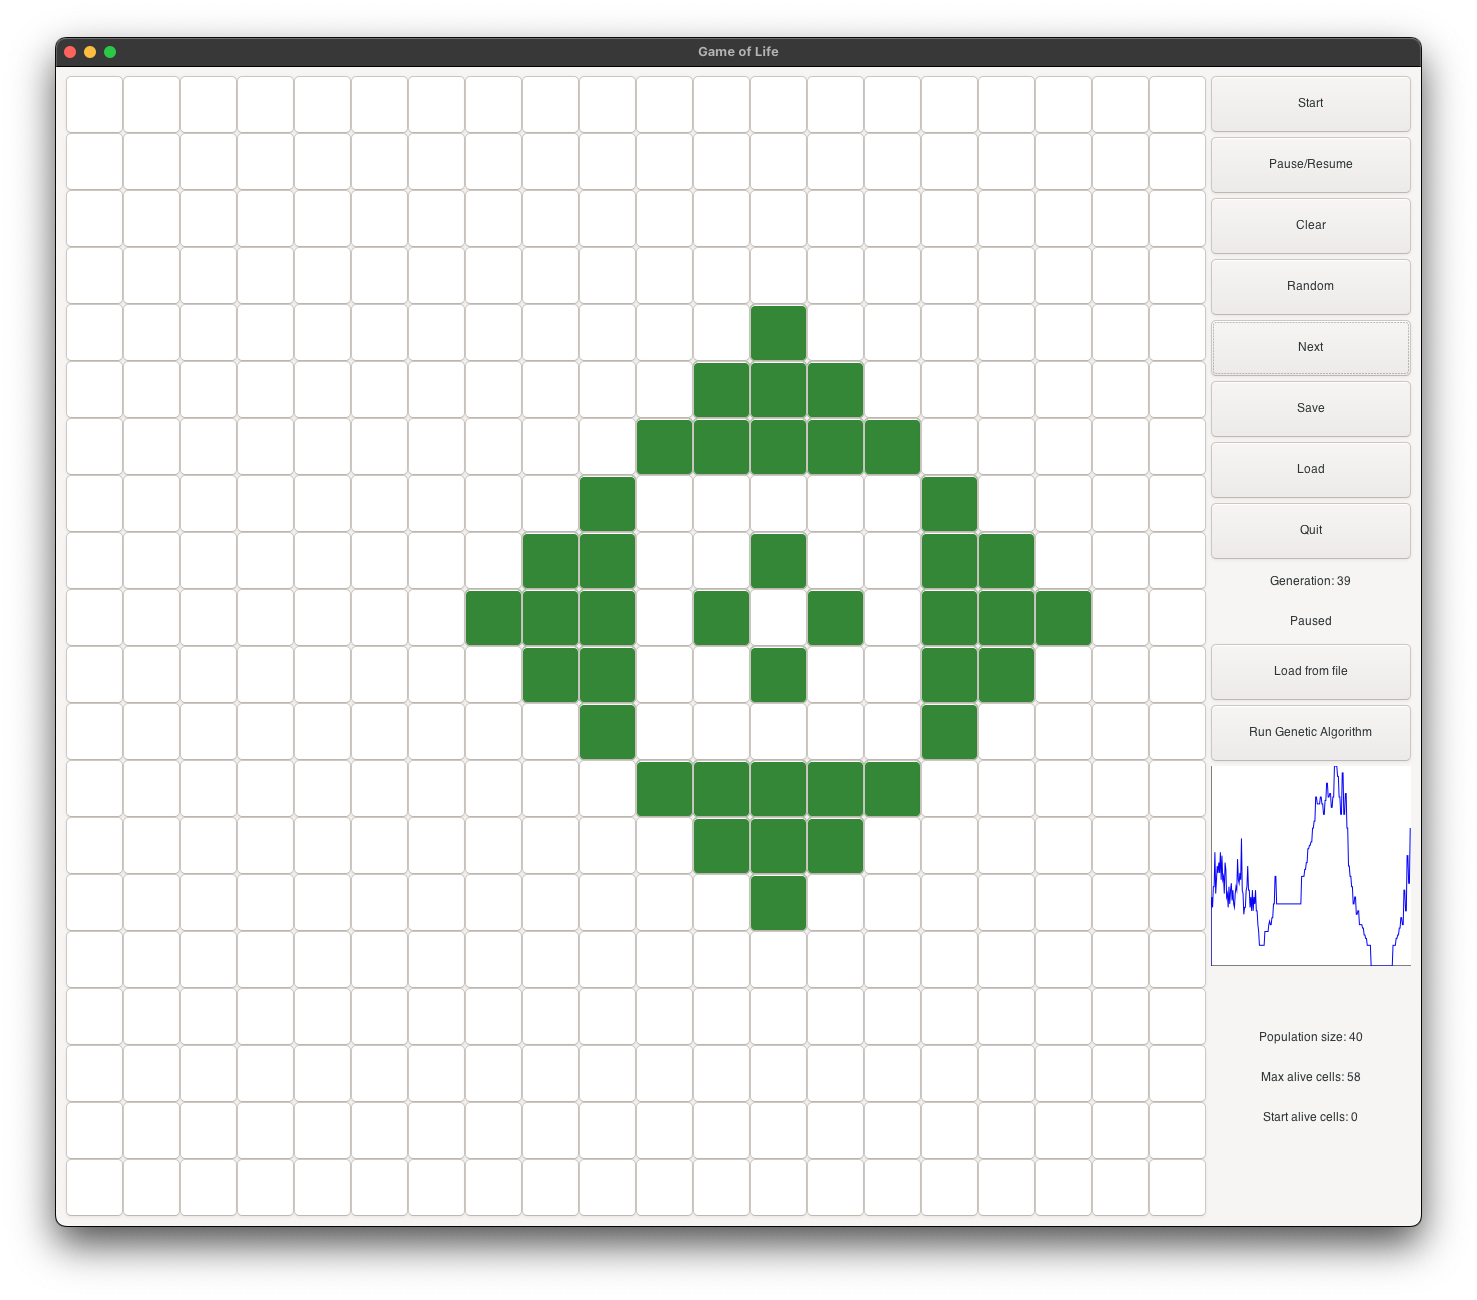 Game of Life
Start
Pause/Resume
Clear
Random
Next
Save
Load
Quit
Generation: 39
Paused
Load from file
Run Genetic Algorithm
Population size: 40
Max alive cells: 58
Start alive cells: 0